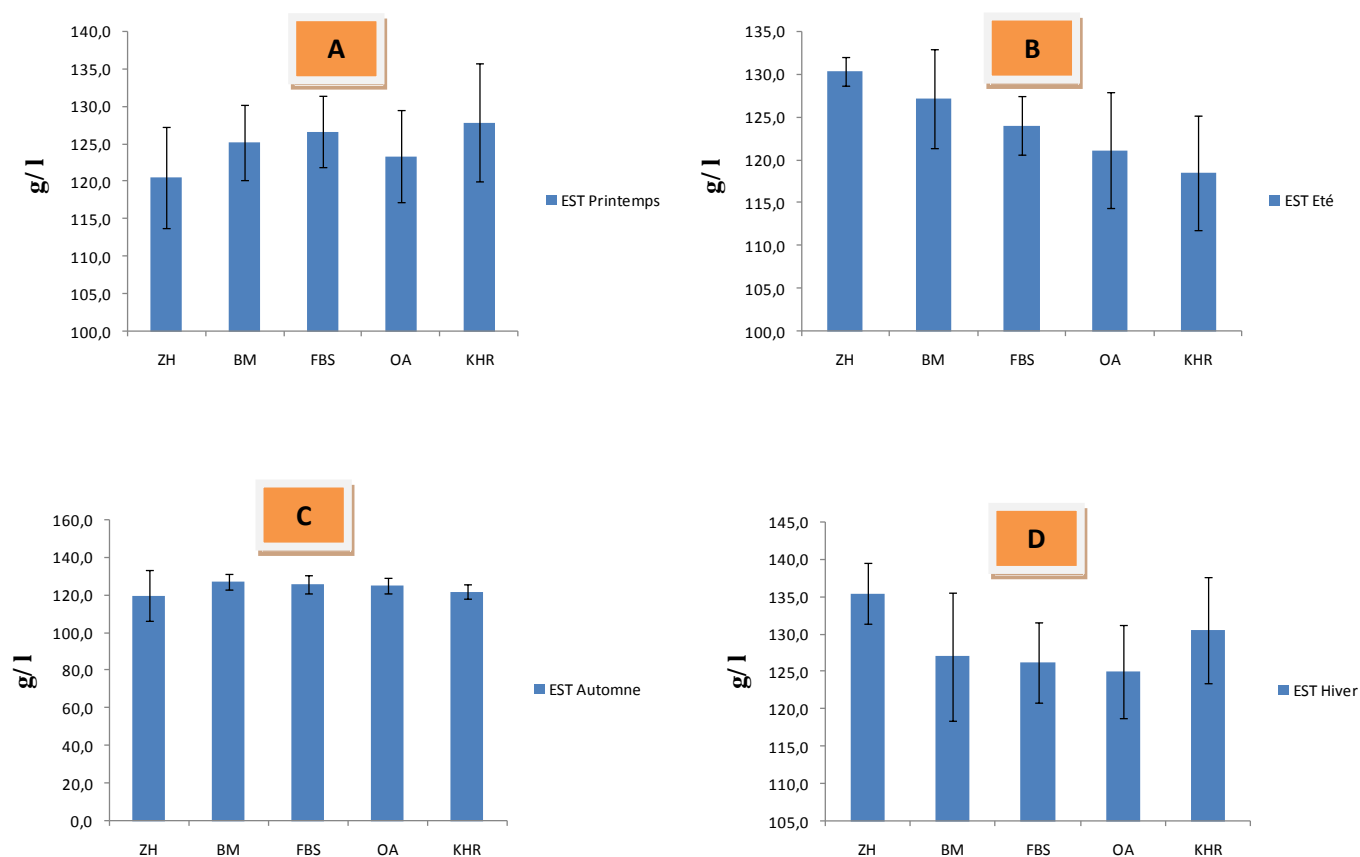 A
140,0
135,0
130,0
125,0
120,0
115,0
110,0
105,0
100,0
g/ l
ZH BM FBS OA KHR
EST Printemps
B
135,0
130,0
125,0
120,0
115,0
110,0
105,0
100,0
g/ l
ZH BM FBS OA KHR
EST Eté
C
160,0
140,0
120,0
100,0
80,0
60,0
40,0
20,0
0,0
g/ l
ZH BM FBS OA KHR
EST Automne
D
145,0
140,0
135,0
130,0
125,0
120,0
115,0
110,0
105,0
g/ l
ZH BM FBS OA KHR
EST Hiver